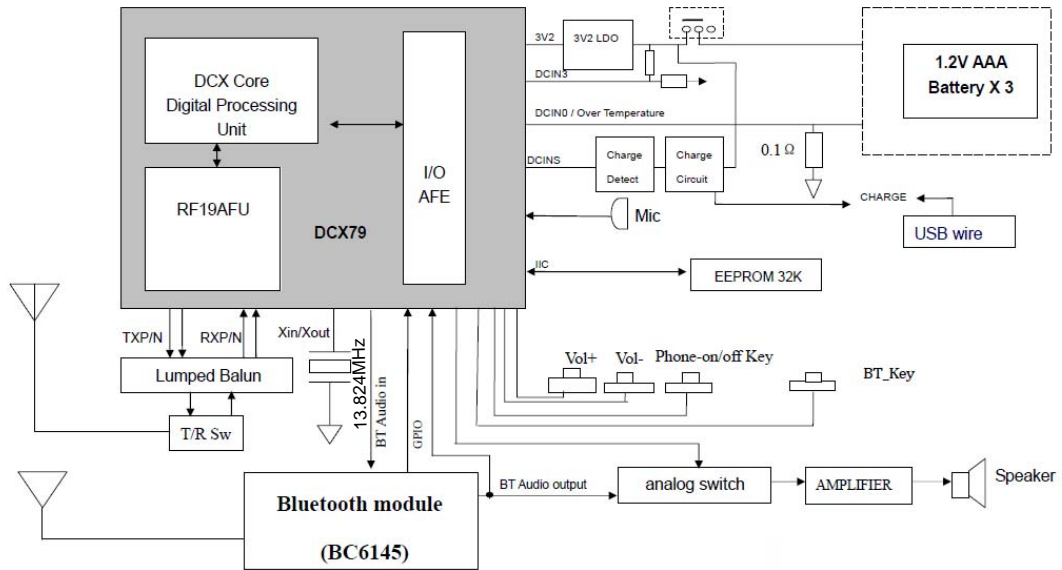 DCX Core
Digital Processing
Unit
RF19AFU
DCX79
I/O
AFE
3V2
3V2 LDO
DCIN3
DCIN0 / Over Temperature
DCINS
Charge
Detect
Charge
Circuit
0.1 Ω
1.2V AAA
Battery X 3
CHARGE
USB wire
Mic
IIC
EEPROM 32K
TXP/N
RXP/N
Xin/Xout
Lumped Balun
T/R Sw
13.824MHz
BT Audio in
GPIO
Vol+
Vol-
Phone-on/off Key
BT_Key
Bluetooth module
(BC6145)
BT Audio output
analog switch
AMPLIFIER
Speaker